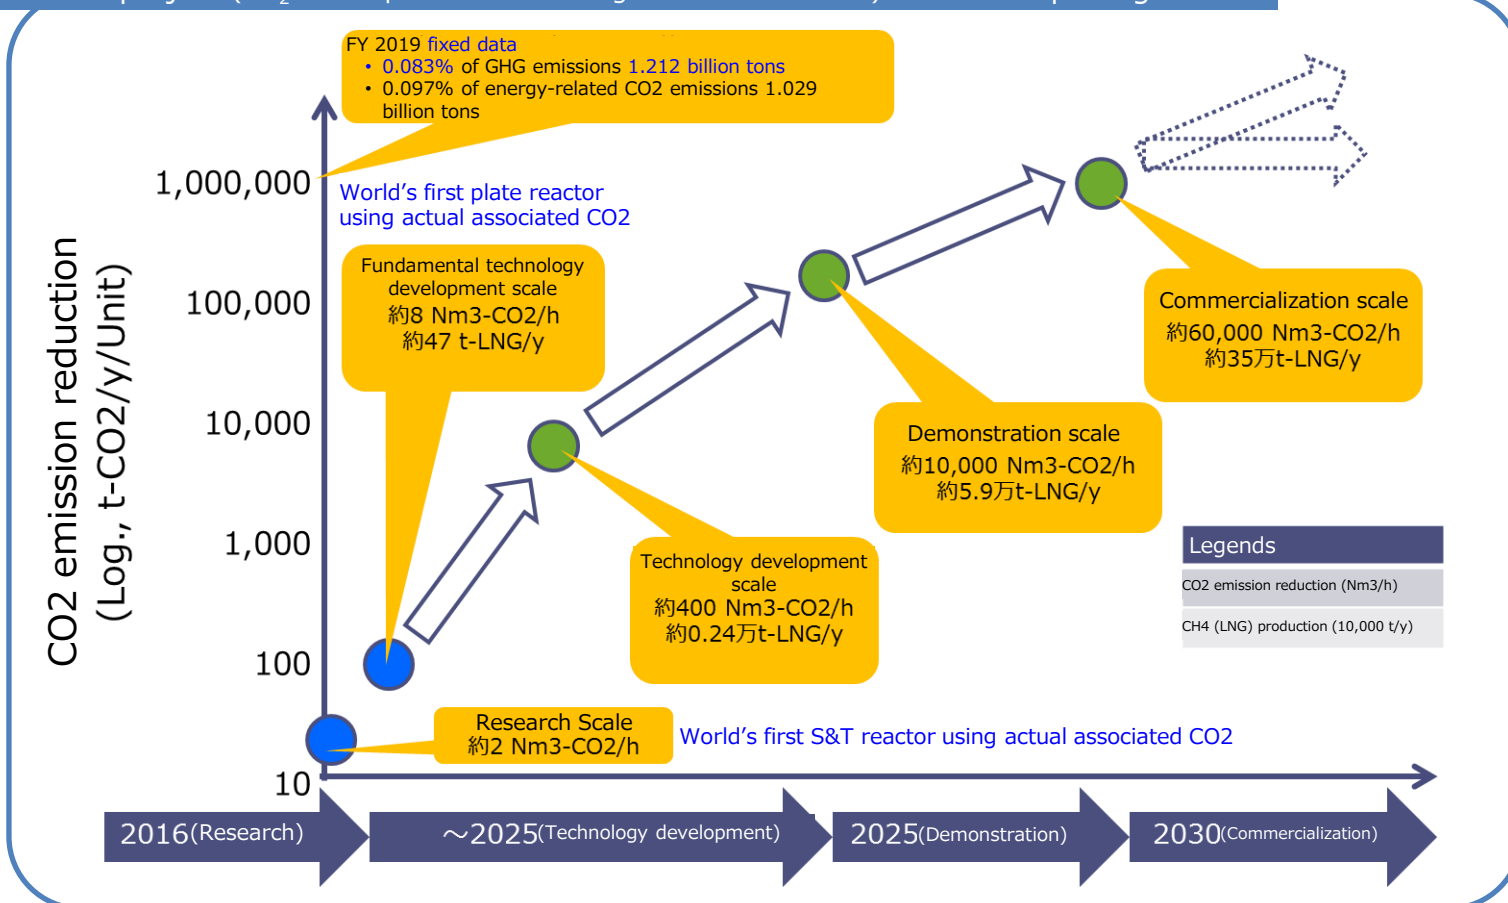 FY 2019 fixed data
• 0.083% of GHG emissions 1.212 billion tons
• 0.097% of energy-related CO2 emissions 1.029
billion tons
CO2 emission reduction
(Log., t-CO2/y/Unit)
1,000,000
100,000
10,000
1,000
100
10
World's first plate reactor
using actual associated CO2
Fundamental technology
development scale
約8 Nm3-CO2/h
約47 t-LNG/y
Commercialization scale
約60,000 Nm3-CO2/h
約35万t-LNG/y
Demonstration scale
約10,000 Nm3-CO2/h
約5.9万t-LNG/y
Technology development
scale
約400 Nm3-CO2/h
約0.24万t-LNG/y
Legends
CO2 emission reduction (Nm3/h)
CH4 (LNG) production (10,000 t/y)
Research Scale
約2 Nm3-CO2/h
World's first S&T reactor using actual associated CO2
2016(Research)
～2025(Technology development)
2025(Demonstration)
2030(Commercialization)